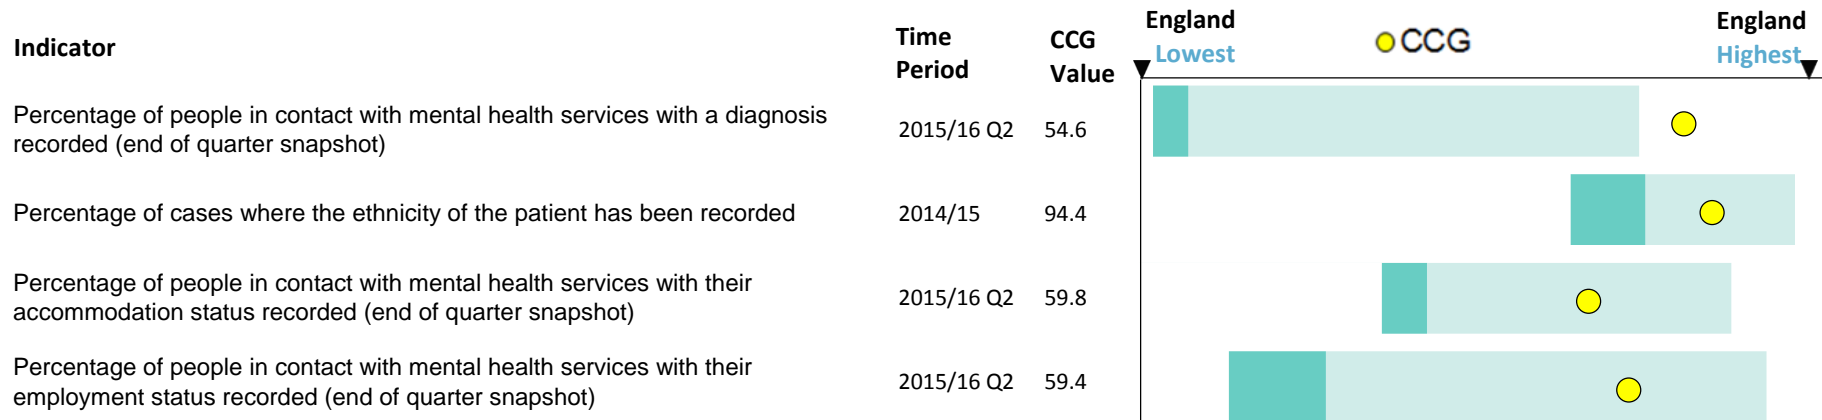 Indicator
Time Period
CCG Value
England Lowest
CCG
England Highest
Percentage of people in contact with mental health services with a diagnosis
recorded (end of quarter snapshot)
2015/16 Q2
54.6
Percentage of cases where the ethnicity of the patient has been recorded
2014/15
94.4
Percentage of people in contact with mental health services with their
accommodation status recorded (end of quarter snapshot)
2015/16 Q2
59.8
Percentage of people in contact with mental health services with their
employment status recorded (end of quarter snapshot)
2015/16 Q2
59.4